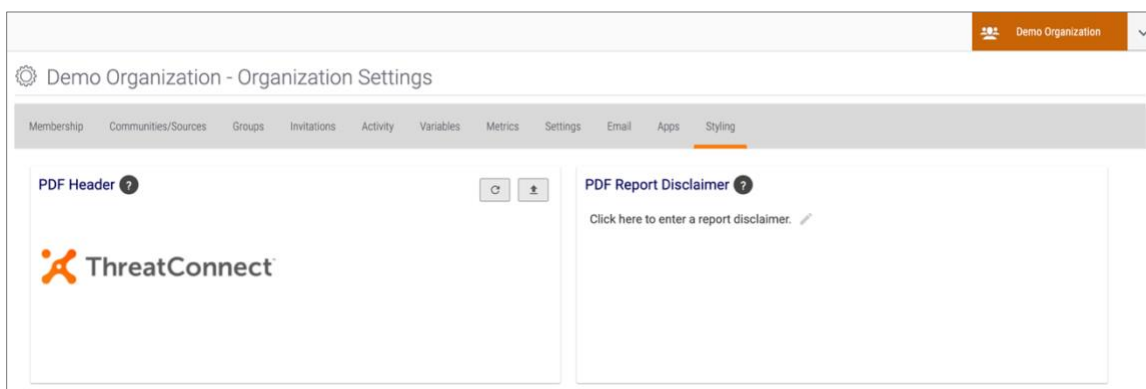 Demo Organization
Demo Organization - Organization Settings
Membership Communities/Sources Groups Invitations Activity Variables Metrics Settings Email Apps Styling
PDF Header ?
PDF Report Disclaimer ?
Click here to enter a report disclaimer.
ThreatConnect